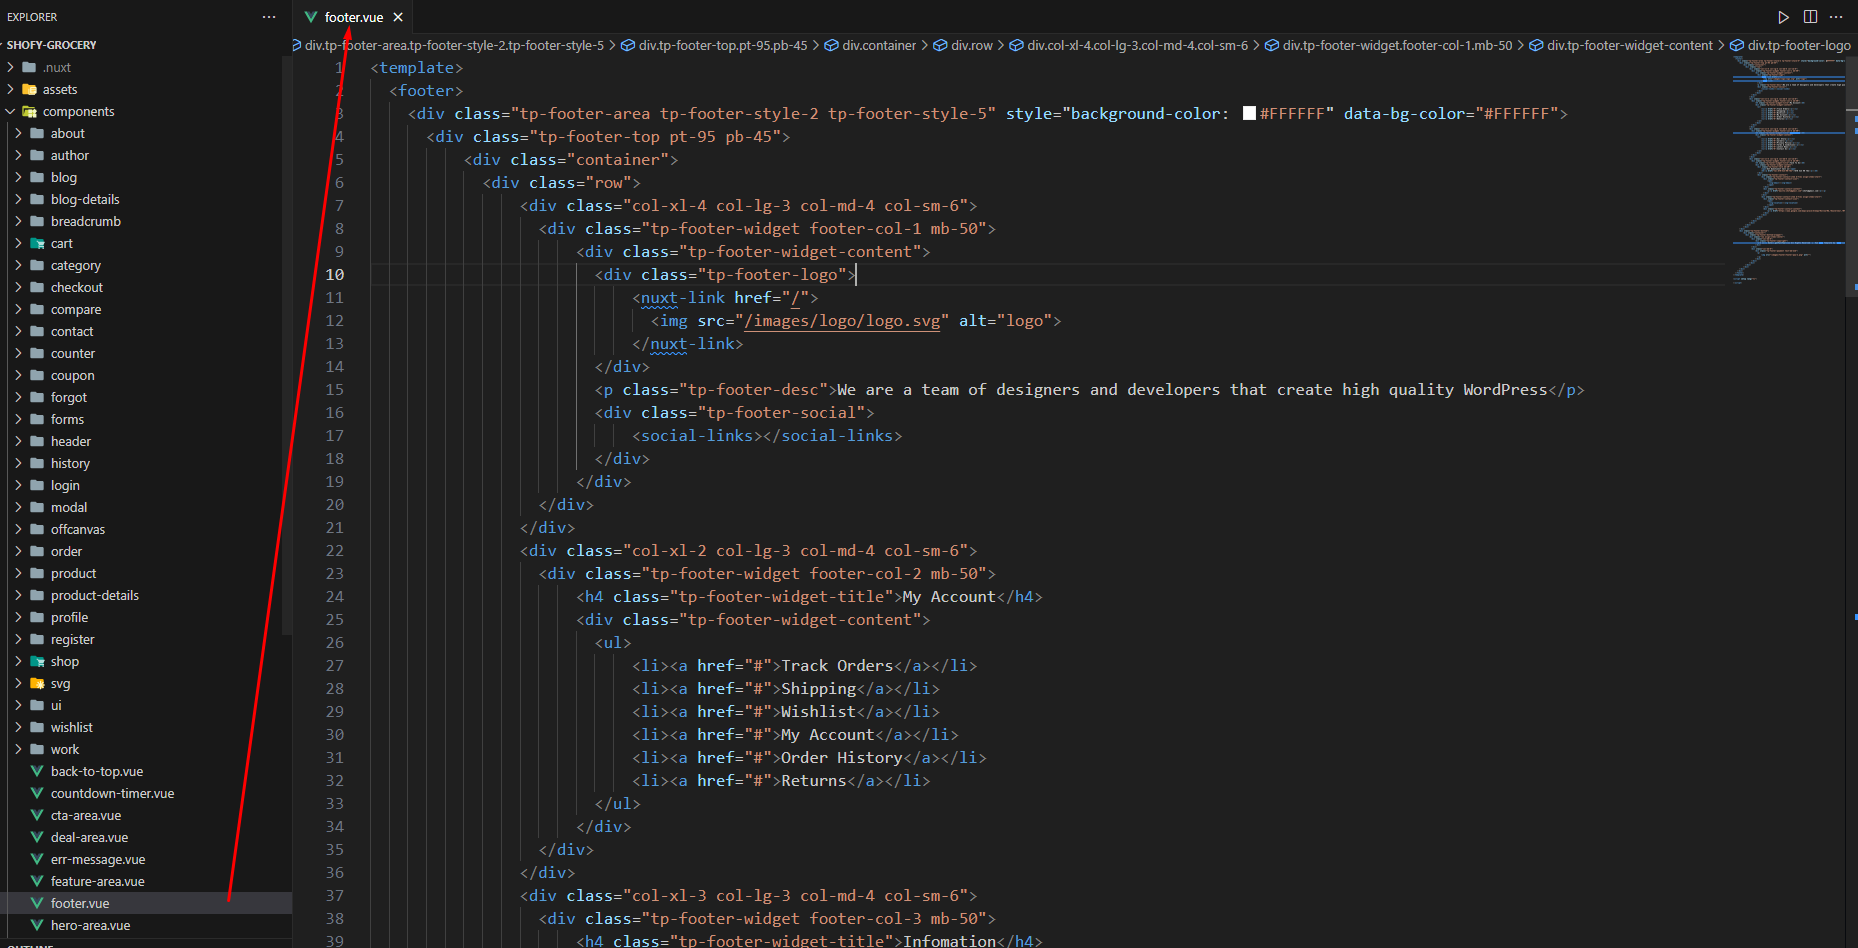 EXPLORER
SHOFY-GROCERY
.nuxt
assets
components
about
author
blog
blog-details
breadcrumb
cart
category
checkout
compare
contact
counter
coupon
forgot
forms
header
history
login
modal
offcanvas
order
product
product-details
profile
register
shop
svg
ui
wishlist
work
back-to-top.vue
countdown-timer.vue
cta-area.vue
deal-area.vue
err-message.vue
feature-area.vue
footer.vue
hero-area.vue
OUTLINE
footer.vue
div.tp-footer-area.tp-footer-style-2.tp-footer-style-5 > div.tp-footer-top.pt-95.pb-45 > div.container > div.row > div.col-xl-4.col-lg-3.col-md-4.col-sm-6 > div.tp-footer-widget.footer-col-1.mb-50 > div.tp-footer-widget-content > div.tp-footer-logo
1 <template>
2 <footer>
3 <div class="tp-footer-area tp-footer-style-2 tp-footer-style-5" style="background-color: #FFFFFF" data-bg-color="#FFFFFF">
4 <div class="tp-footer-top pt-95 pb-45">
5 <div class="container">
6 <div class="row">
7 <div class="col-xl-4 col-lg-3 col-md-4 col-sm-6">
8 <div class="tp-footer-widget footer-col-1 mb-50">
9 <div class="tp-footer-widget-content">
10 <div class="tp-footer-logo">
11 <nuxt-link href="/">
12 <img src="/images/logo/logo.svg" alt="logo">
13 </nuxt-link>
14 </div>
15 <p class="tp-footer-desc">We are a team of designers and developers that create high quality WordPress</p>
16 <div class="tp-footer-social">
17 <social-links></social-links>
18 </div>
19 </div>
20 </div>
21 </div>
22 <div class="col-xl-2 col-lg-3 col-md-4 col-sm-6">
23 <div class="tp-footer-widget footer-col-2 mb-50">
24 <h4 class="tp-footer-widget-title">My Account</h4>
25 <div class="tp-footer-widget-content">
26 <ul>
27 <li><a href="#">Track Orders</a></li>
28 <li><a href="#">Shipping</a></li>
29 <li><a href="#">Wishlist</a></li>
30 <li><a href="#">My Account</a></li>
31 <li><a href="#">Order History</a></li>
32 <li><a href="#">Returns</a></li>
33 </ul>
34 </div>
35 </div>
36 </div>
37 <div class="col-xl-3 col-lg-3 col-md-4 col-sm-6">
38 <div class="tp-footer-widget footer-col-3 mb-50">
39 <h4 class="tp-footer-widget-title">Infomation</h4>